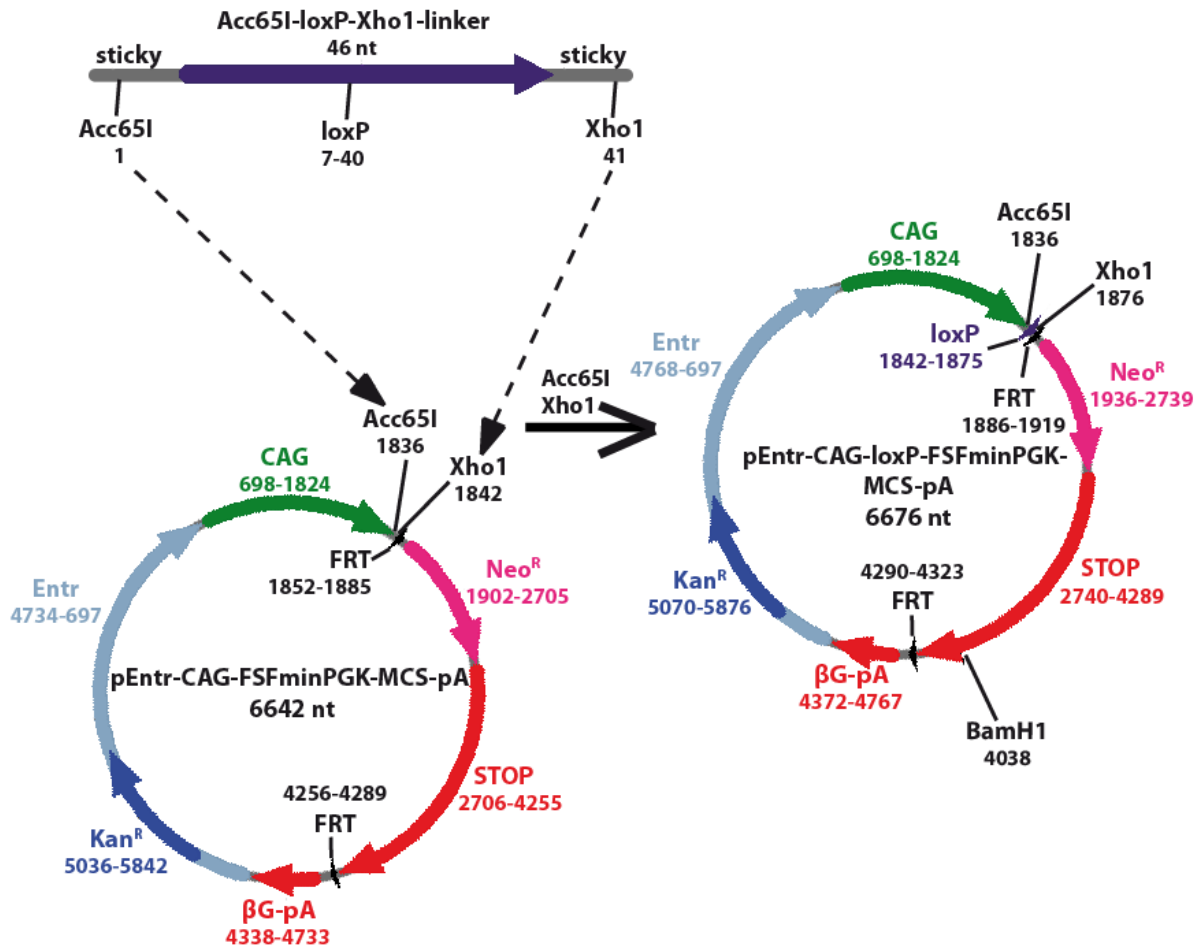 Acc65I-loxP-Xho1-linker
46 nt
sticky
sticky
Acc65I
1
loxP
7-40
Xho1
41
Acc65I
1836
Xho1
1842
CAG
698-1824
FRT
1852-1885
Neoᴿ
1902-2705
Entr
4734-697
pEntr-CAG-FSFminPGK-MCS-pA
6642 nt
STOP
2706-4255
4256-4289
FRT
Kanᴿ
5036-5842
βG-pA
4338-4733
Acc65I
Xho1
Acc65I
1836
CAG
698-1824
Xho1
1876
loxP
1842-1875
Entr
4768-697
FRT
1886-1919
Neoᴿ
1936-2739
pEntr-CAG-loxP-FSFminPGK-
MCS-pA
6676 nt
4290-4323
FRT
STOP
2740-4289
Kanᴿ
5070-5876
βG-pA
4372-4767
BamH1
4038